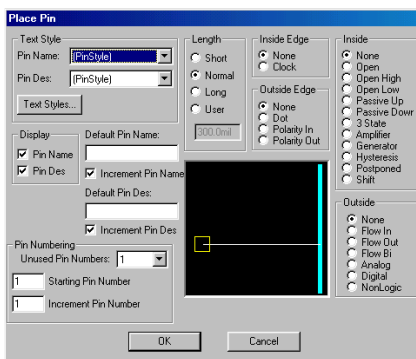 Place Pin
Text Style
Pin Name: (PinStyle)
Pin Des: (PinStyle)
Text Styles...
Display
Pin Name
Pin Des
Default Pin Name:
Increment Pin Name
Default Pin Des:
Increment Pin Des
Pin Numbering
Unused Pin Numbers: 1
1 Starting Pin Number
1 Increment Pin Number
Length
Short
Normal
Long
User
300.0mil
Inside Edge
None
Clock
Outside Edge
None
Dot
Polarity In
Polarity Out
Inside
None
Open
Open High
Open Low
Passive Up
Passive Down
3 State
Amplifier
Generator
Hysteresis
Postponed
Shift
Outside
None
Flow In
Flow Out
Flow Bi
Analog
Digital
NonLogic
OK
Cancel